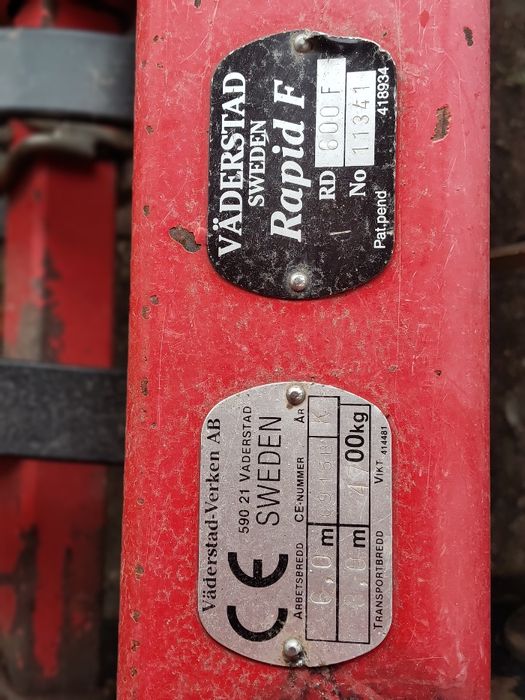 VÄDERSTAD
SWEDEN
Rapid F
RD 600 F
No 11341
Pat.pend 418934
Väderstad-Verken AB
590 21 VÄDERSTAD
CE SWEDEN
ARBETSBREDD CE-NUMMER ÅR
6,0 m K
m 00kg
TRANSPORTBREDD VIKT 414481